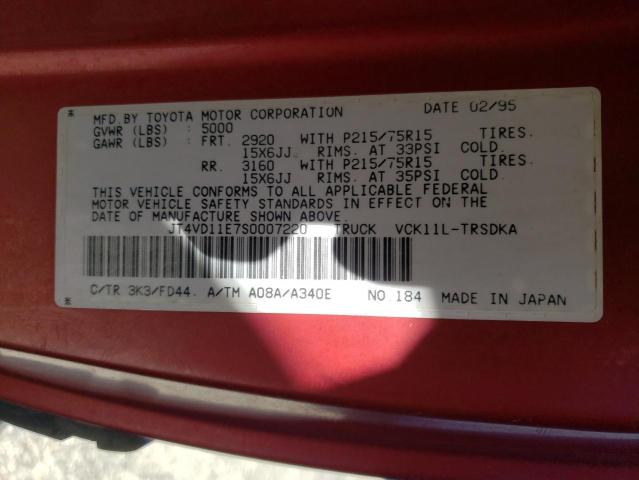 MFD. BY TOYOTA MOTOR CORPORATION DATE 02/95
GVWR (LBS) : 5000
GAWR (LBS) : FRT. 2920 WITH P215/75R15 TIRES.
15X6JJ RIMS. AT 33PSI COLD.
RR. 3160 WITH P215/75R15 TIRES.
15X6JJ RIMS. AT 35PSI COLD.
THIS VEHICLE CONFORMS TO ALL APPLICABLE FEDERAL
MOTOR VEHICLE SAFETY STANDARDS IN EFFECT ON THE
DATE OF MANUFACTURE SHOWN ABOVE.
JT4VD11E7S0007220 TRUCK VCK11L-TRSDKA
C/TR 3K3/FD44. A/TM A08A/A340E NO.184 MADE IN JAPAN